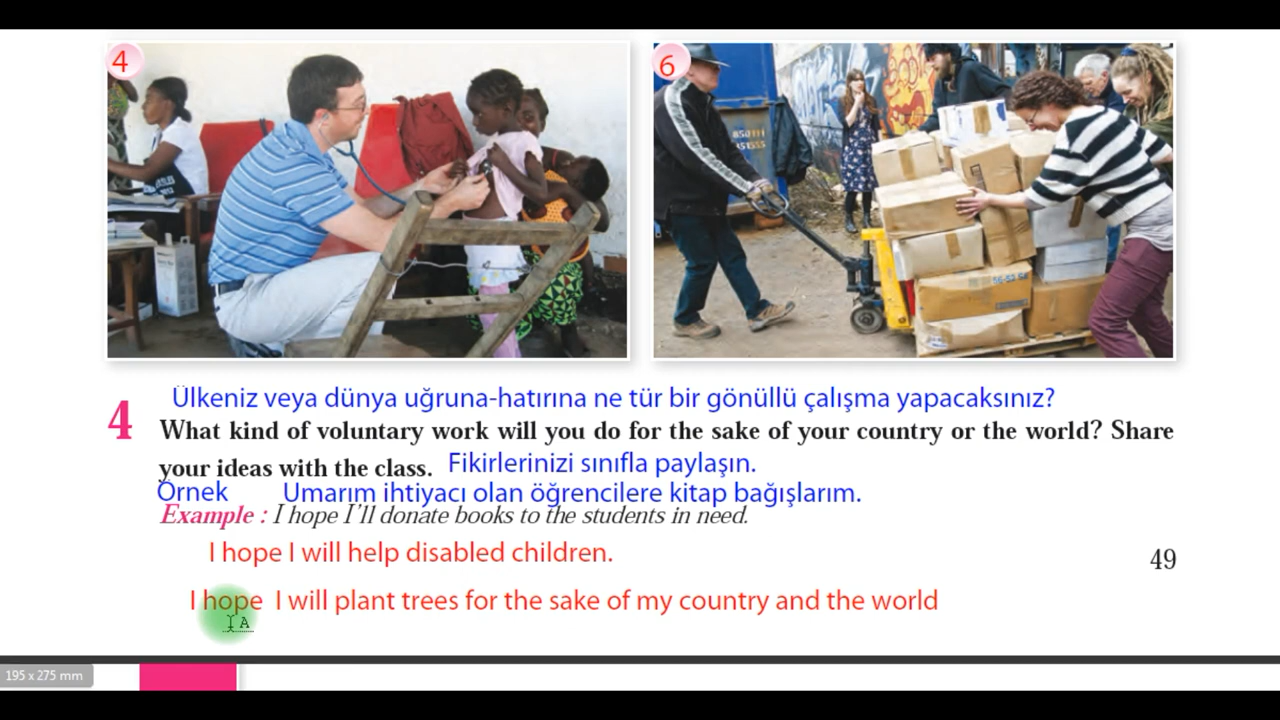 4
6
Ülkeniz veya dünya uğruna-hatırına ne tür bir gönüllü çalışma yapacaksınız?
4
What kind of voluntary work will you do for the sake of your country or the world? Share
your ideas with the class. Fikirlerinizi sınıfla paylaşın.
Örnek Umarım ihtiyacı olan öğrencilere kitap bağışlarım.
Example : I hope I'll donate books to the students in need.
I hope I will help disabled children.
49
I hope I will plant trees for the sake of my country and the world
A
195 x 275 mm